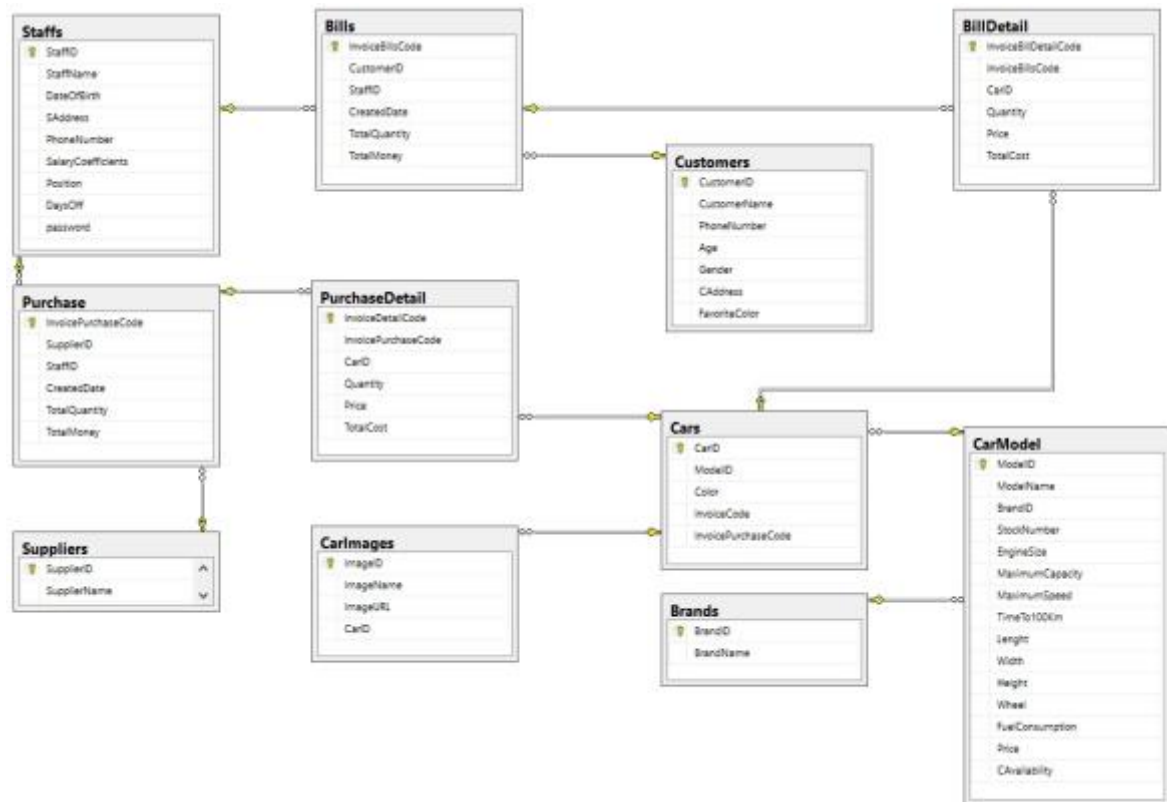 Staffs
StaffID
StaffName
DateOfBirth
SAddress
PhoneNumber
SalaryCoefficients
Position
DaysOff
password
Bills
InvoiceBillsCode
CustomerID
StaffID
CreatedDate
TotalQuantity
TotalMoney
BillDetail
InvoiceBillDetailCode
InvoiceBillsCode
CarID
Quantity
Price
TotalCost
Customers
CustomerID
CustomerName
PhoneNumber
Age
Gender
CAddress
FavoriteColor
Purchase
InvoicePurchaseCode
SupplierID
StaffID
CreatedDate
TotalQuantity
TotalMoney
PurchaseDetail
InvoiceDetailCode
InvoicePurchaseCode
CarID
Quantity
Price
TotalCost
Cars
CarID
ModelID
Color
InvoiceCode
InvoicePurchaseCode
CarModel
ModelID
ModelName
BrandID
StockNumber
EngineSize
MaximumCapacity
MaximumSpeed
TimeTo100Km
Lenght
Width
Height
Wheel
FuelConsumption
Price
CAvailability
Suppliers
SupplierID
SupplierName
CarImages
ImageID
ImageName
ImageURL
CarID
Brands
BrandID
BrandName